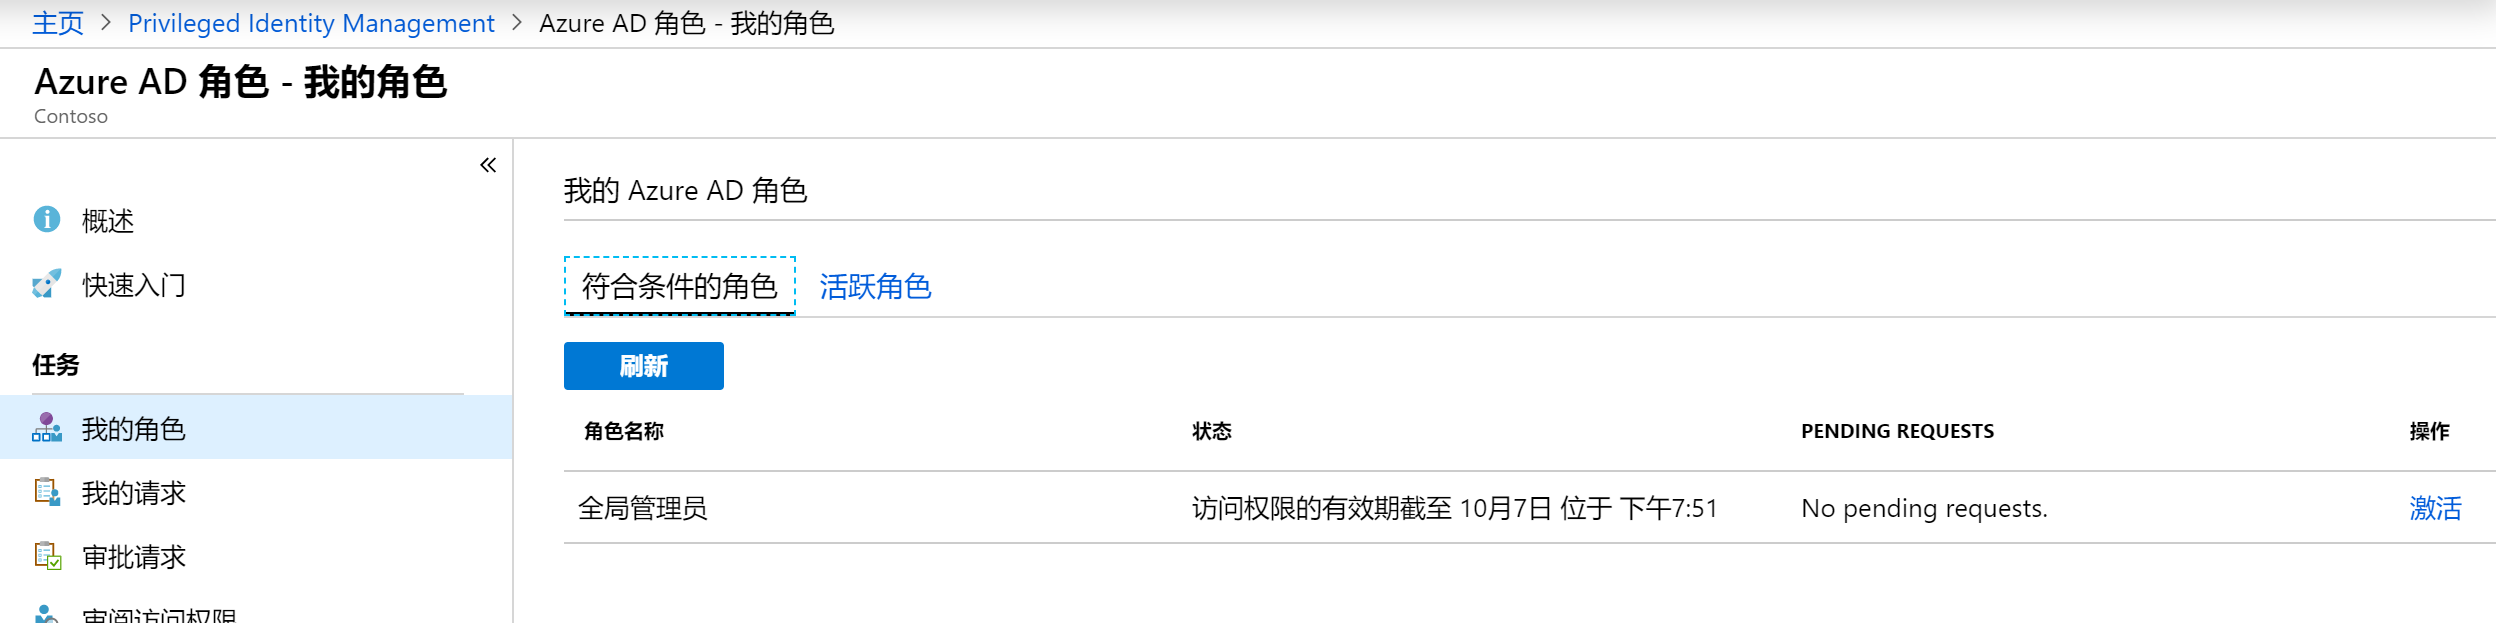 主页 > Privileged Identity Management > Azure AD 角色 - 我的角色
Azure AD 角色 - 我的角色
Contoso
概述
快速入门
任务
我的角色
我的请求
审批请求
审阅访问权限
我的 Azure AD 角色
符合条件的角色 活跃角色
刷新
角色名称 状态 PENDING REQUESTS 操作
全局管理员 访问权限的有效期截至 10月7日 位于 下午7:51 No pending requests. 激活